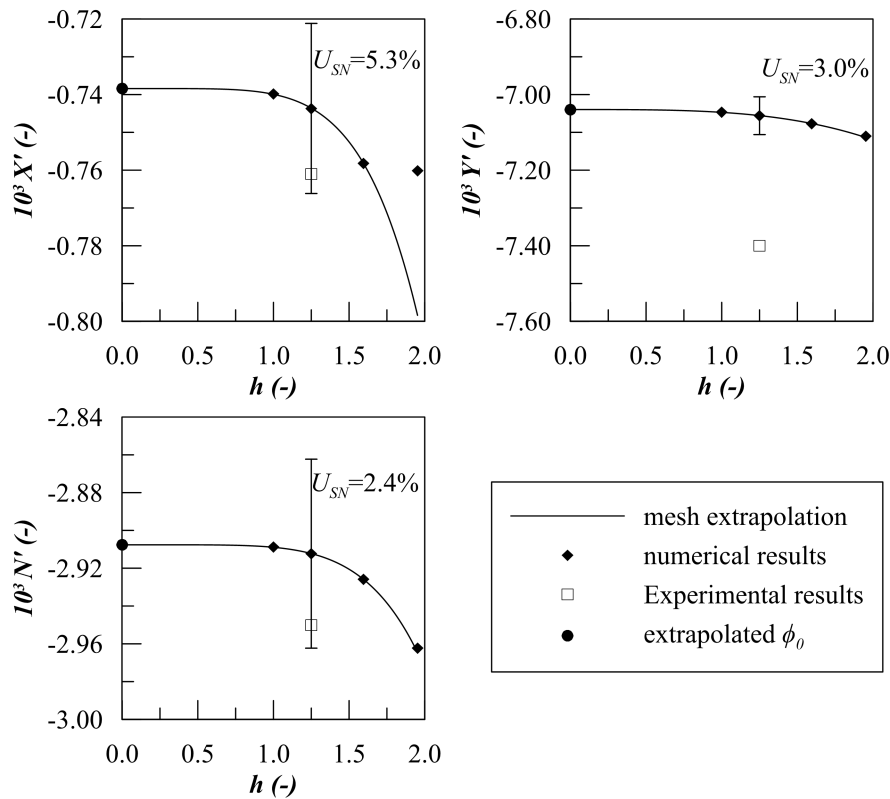 -0.72
-0.74
-0.76
-0.78
-0.80
10³ X' (-)
U_SN=5.3%
0.0 0.5 1.0 1.5 2.0
h (-)
-6.80
-7.00
-7.20
-7.40
-7.60
10³ Y' (-)
U_SN=3.0%
0.0 0.5 1.0 1.5 2.0
h (-)
-2.84
-2.88
-2.92
-2.96
-3.00
10³ N' (-)
U_SN=2.4%
0.0 0.5 1.0 1.5 2.0
h (-)
mesh extrapolation
numerical results
Experimental results
extrapolated ϕ₀